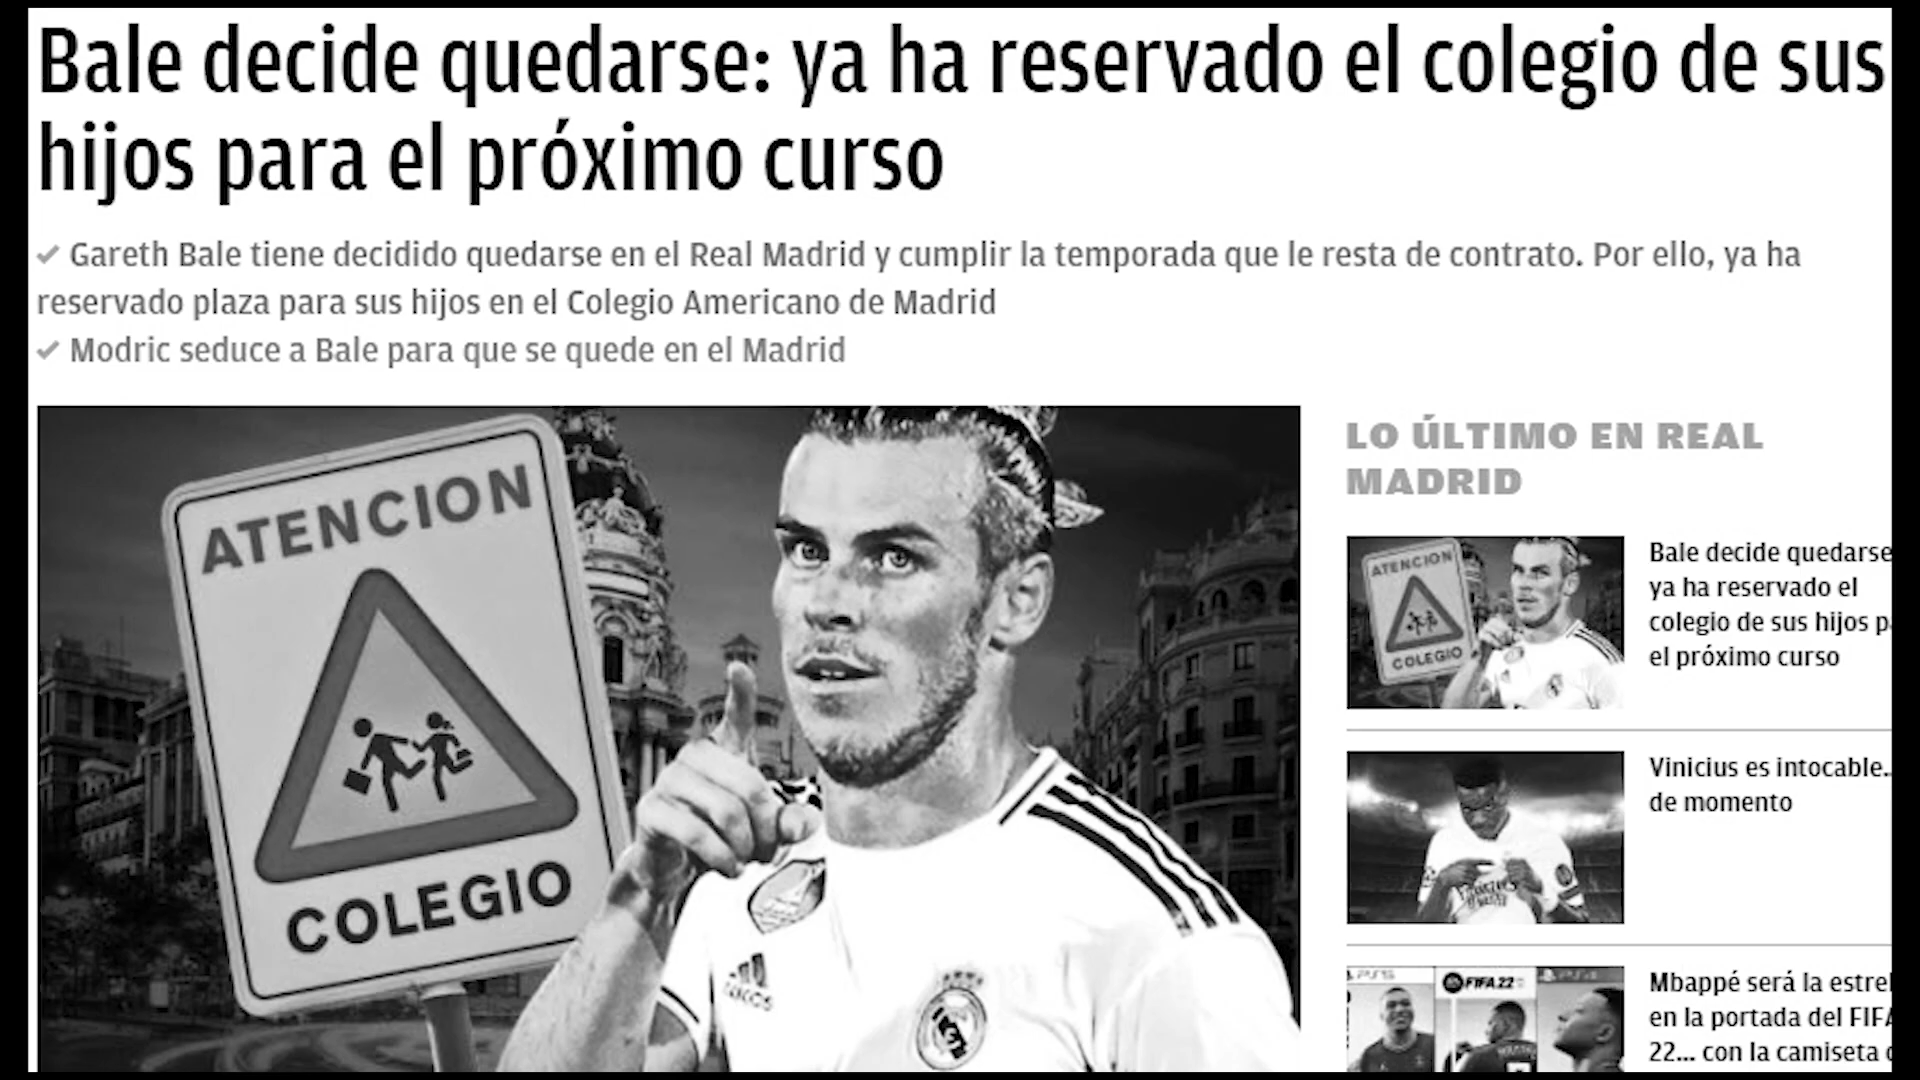 Bale decide quedarse: ya ha reservado el colegio de sus
hijos para el próximo curso
Gareth Bale tiene decidido quedarse en el Real Madrid y cumplir la temporada que le resta de contrato. Por ello, ya ha
reservado plaza para sus hijos en el Colegio Americano de Madrid
Modric seduce a Bale para que se quede en el Madrid
ATENCION
COLEGIO
LO ÚLTIMO EN REAL
MADRID
ATENCION
COLEGIO
Bale decide quedarse
ya ha reservado el
colegio de sus hijos p
el próximo curso
Vinicius es intocable..
de momento
PS5
FIFA 22
PS4
Mbappé será la estrel
en la portada del FIFA
22... con la camiseta